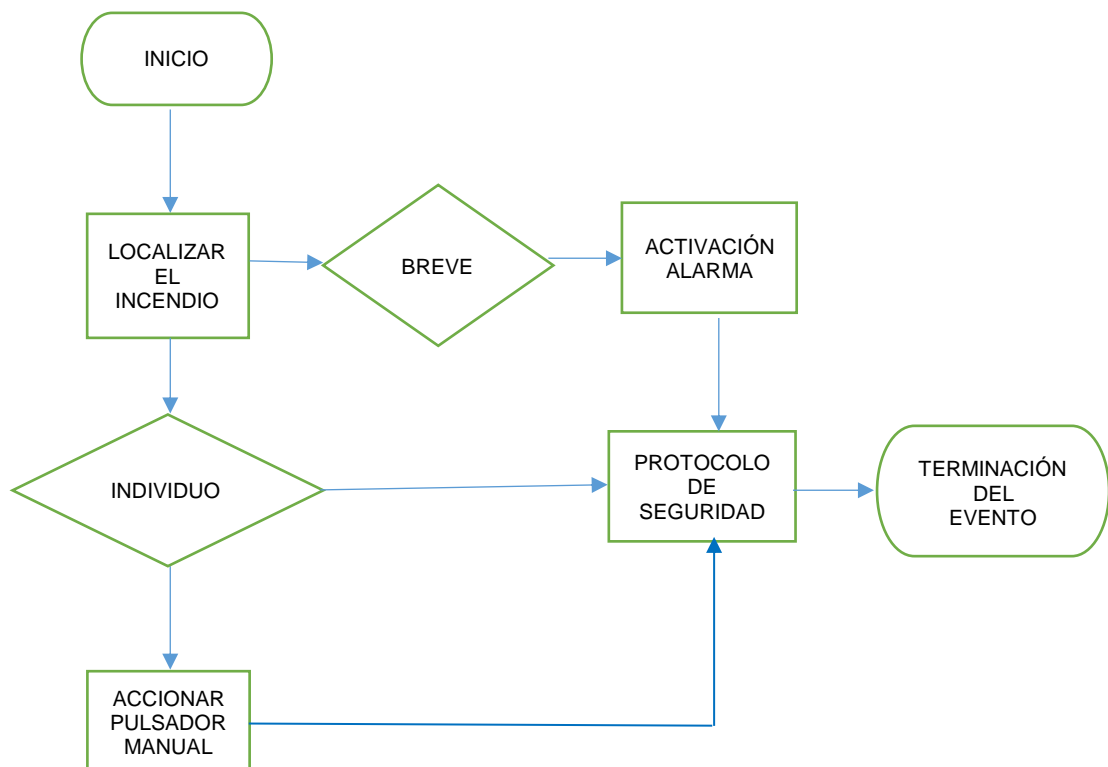 INICIO
LOCALIZAR
EL
INCENDIO
BREVE
ACTIVACIÓN
ALARMA
INDIVIDUO
PROTOCOLO
DE
SEGURIDAD
TERMINACIÓN
DEL
EVENTO
ACCIONAR
PULSADOR
MANUAL